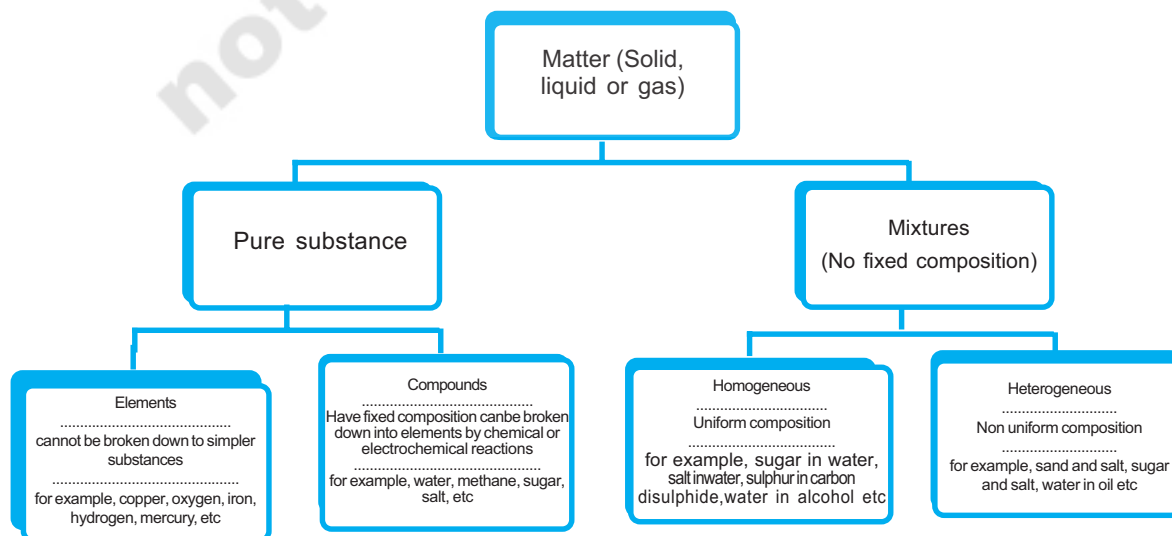 not
Matter (Solid,
liquid or gas)
Pure substance
Mixtures
(No fixed composition)
Elements
....................................
cannot be broken down to simpler
substances
........................................
for example, copper, oxygen, iron,
hydrogen, mercury, etc
Compounds
...........................................
Have fixed composition canbe broken
down into elements by chemical or
electrochemical reactions
...............................................
for example, water, methane, sugar,
salt, etc
Homogeneous
.................................
Uniform composition
.....................................
for example, sugar in water,
salt inwater, sulphur in carbon
disulphide,water in alcohol etc
Heterogeneous
.............................
Non uniform composition
.............................
for example, sand and salt, sugar
and salt, water in oil etc